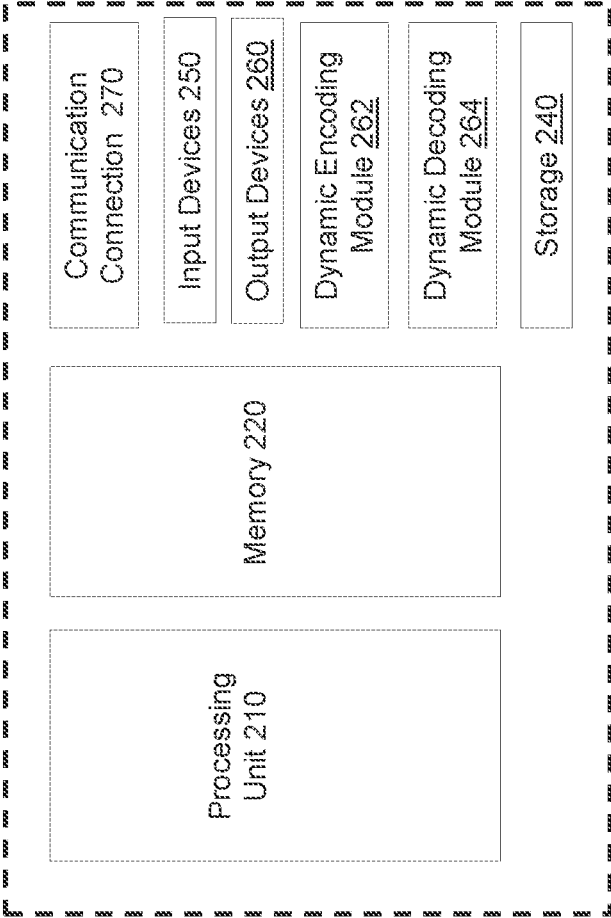 Communication
Connection 270
Input Devices 250
Output Devices 260
Dynamic Encoding
Module 262
Dynamic Decoding
Module 264
Storage 240
Memory 220
Processing
Unit 210